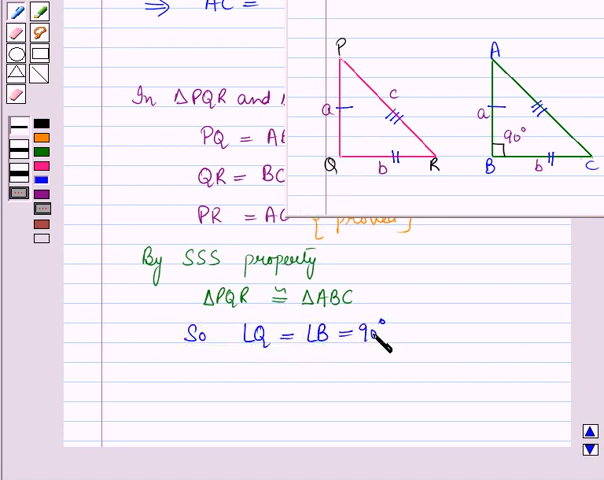 ⇒ AC =
In ΔPQR and Δ
PQ = AB
QR = BC
PR = AC {proved}
By SSS property
ΔPQR ≅ ΔABC
So ∠Q = ∠B = 90°
P
a
c
Q
b
R
A
a
90°
B
b
C